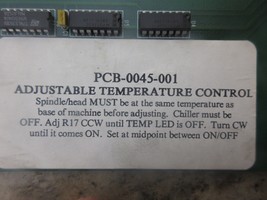 PCB-0045-001
ADJUSTABLE TEMPERATURE CONTROL
Spindle/head MUST be at the same temperature as
base of machine before adjusting. Chiller must be
OFF. Adj R17 CCW until TEMP LED is OFF. Turn CW
until it comes ON. Set at midpoint between ON/OFF